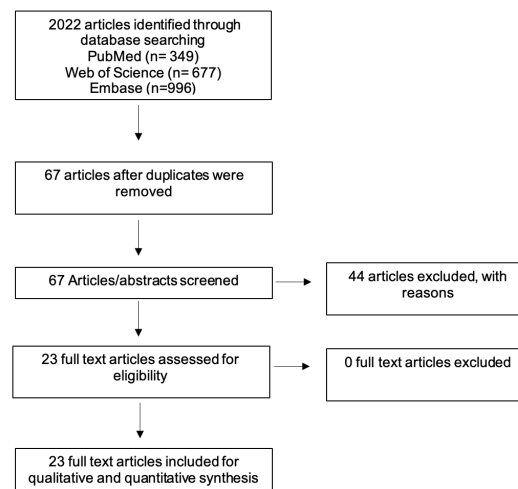 2022 articles identified through
database searching
PubMed (n= 349)
Web of Science (n= 677)
Embase (n=996)
67 articles after duplicates were
removed
67 Articles/abstracts screened
44 articles excluded, with
reasons
23 full text articles assessed for
eligibility
0 full text articles excluded
23 full text articles included for
qualitative and quantitative synthesis